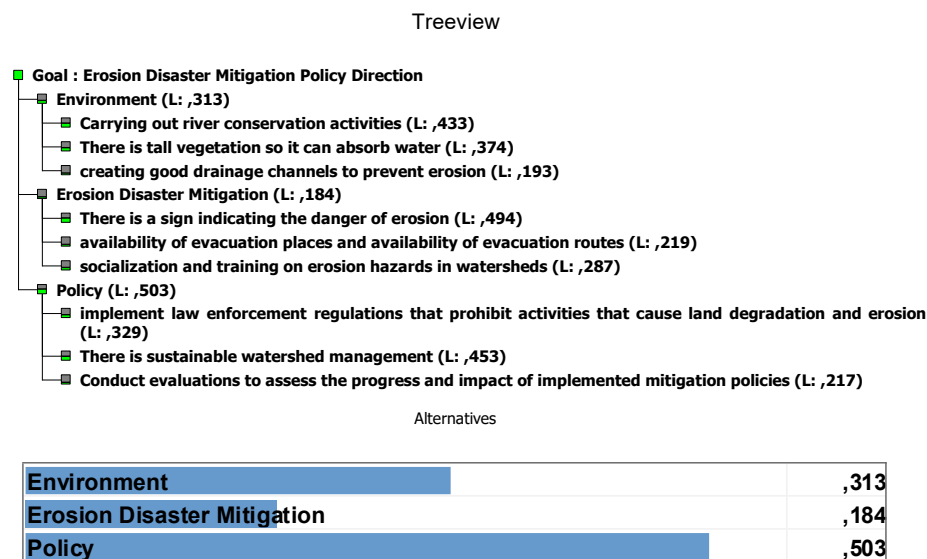 Treeview
Goal : Erosion Disaster Mitigation Policy Direction
Environment (L: ,313)
Carrying out river conservation activities (L: ,433)
There is tall vegetation so it can absorb water (L: ,374)
creating good drainage channels to prevent erosion (L: ,193)
Erosion Disaster Mitigation (L: ,184)
There is a sign indicating the danger of erosion (L: ,494)
availability of evacuation places and availability of evacuation routes (L: ,219)
socialization and training on erosion hazards in watersheds (L: ,287)
Policy (L: ,503)
implement law enforcement regulations that prohibit activities that cause land degradation and erosion
(L: ,329)
There is sustainable watershed management (L: ,453)
Conduct evaluations to assess the progress and impact of implemented mitigation policies (L: ,217)
Alternatives
Environment ,313
Erosion Disaster Mitigation ,184
Policy ,503